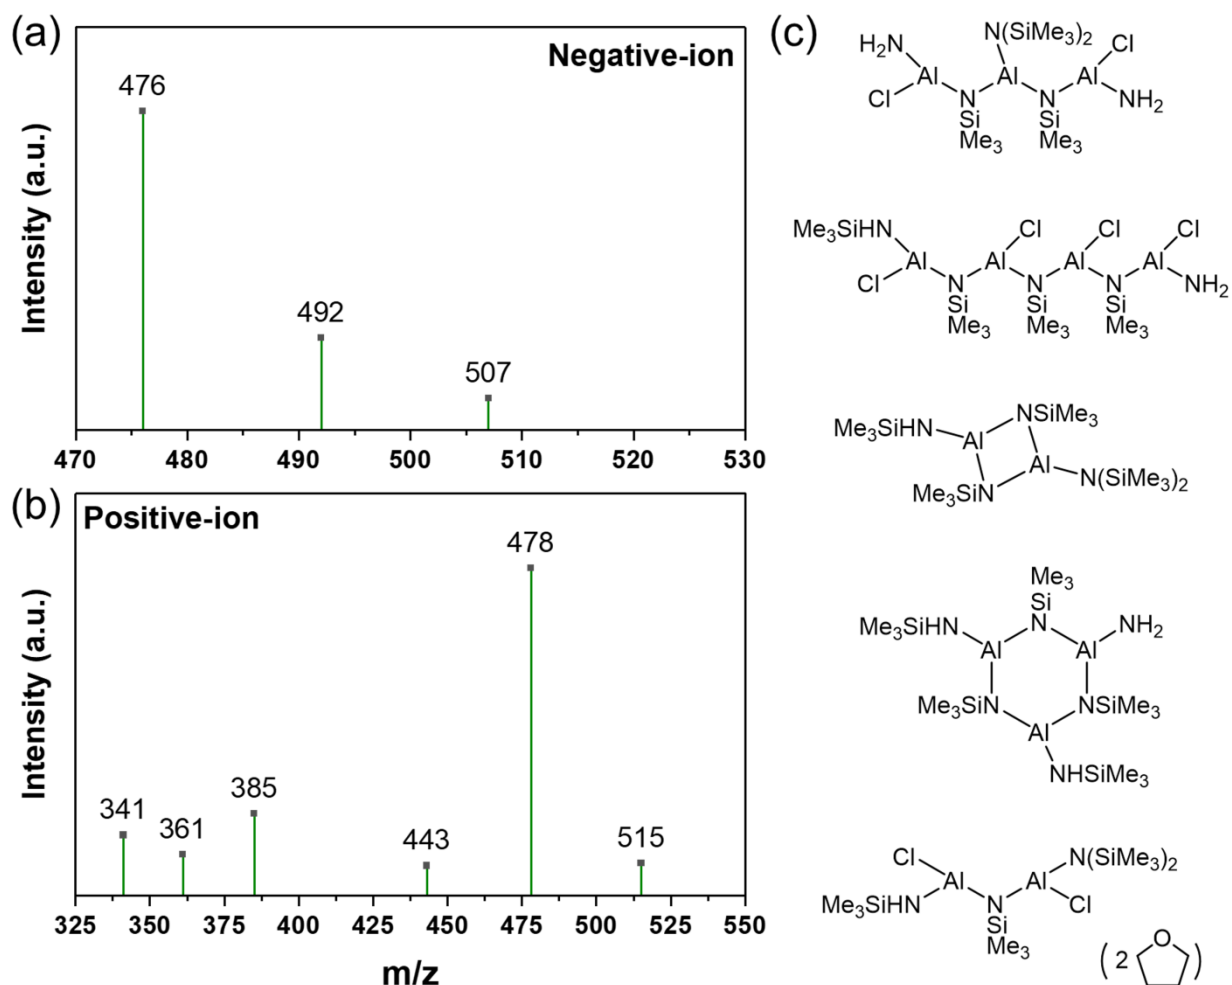 (a)
Negative-ion
476
492
507
Intensity (a.u.)
470 480 490 500 510 520 530
(b)
Positive-ion
341
361
385
443
478
515
Intensity (a.u.)
325 350 375 400 425 450 475 500 525 550
m/z
(c)
N(SiMe3)2
H2N Cl
Al Al Al
Cl N N NH2
Si Si
Me3 Me3
Me3SiHN Cl Cl Cl
Al Al Al Al
Cl N N N NH2
Si Si Si
Me3 Me3 Me3
NSiMe3
Me3SiHN Al
Al N(SiMe3)2
Me3SiN
Me3
Si
Me3SiHN N NH2
Al Al
Me3SiN NSiMe3
Al
NHSiMe3
Cl N(SiMe3)2
Al Al
Me3SiHN N Cl
Si
Me3
(2 O)